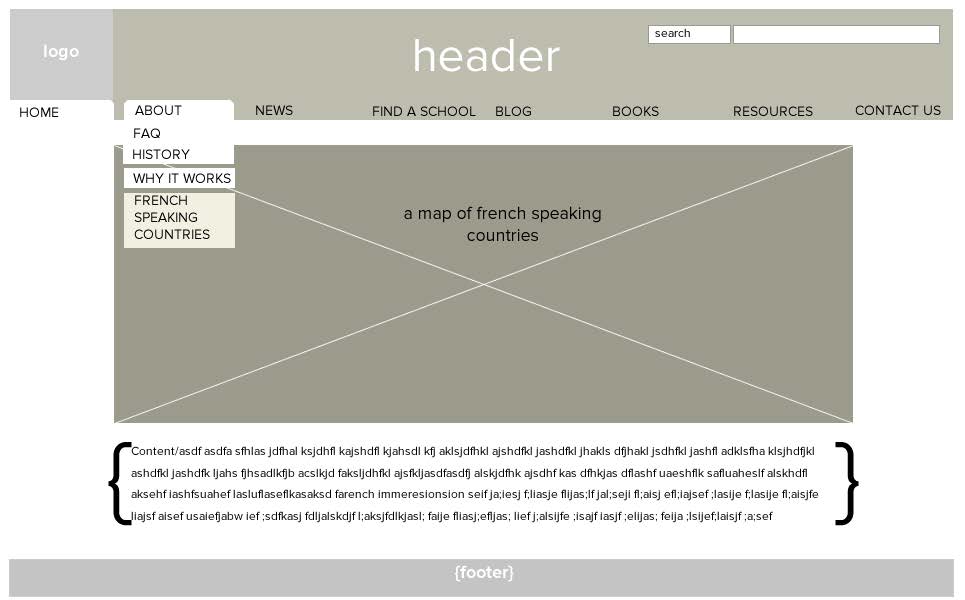 logo
header
search
HOME
ABOUT
NEWS
FIND A SCHOOL
BLOG
BOOKS
RESOURCES
CONTACT US
FAQ
HISTORY
WHY IT WORKS
FRENCH
SPEAKING
COUNTRIES
a map of french speaking
countries
{
Content/asdf asdfa sfhlas jdfhal ksjdhfl kajshdfl kjahsdl kfj aklsjdfhkl ajshdfkl jashdfkl jhakls dfjhakl jsdhfkl jashfl adklsfha klsjhdfjkl
ashdfkl jashdfk ljahs fjhsadlkfjb acslkjd faksljdhfkl ajsfkljasdfasdfj alskjdfhk ajsdhf kas dfhkjas dflashf uaeshflk safluaheslf alskhdfl
aksehf iashfsuahef lasluflaseflkasaksd farench immeresionsion seif ja;iesj f;liasje flijas;lf jal;seji fl;aisj efl;iajsef ;lasije f;lasije fl;aisjfe
liajsf aisef usaiefjabw ief ;sdfkasj fdljalskdjf l;aksjfdlkjasl; faije fliasj;efljas; lief j;alsijfe ;isajf iasjf ;elijas; feija ;lsijef;laisjf ;a;sef
}
{footer}